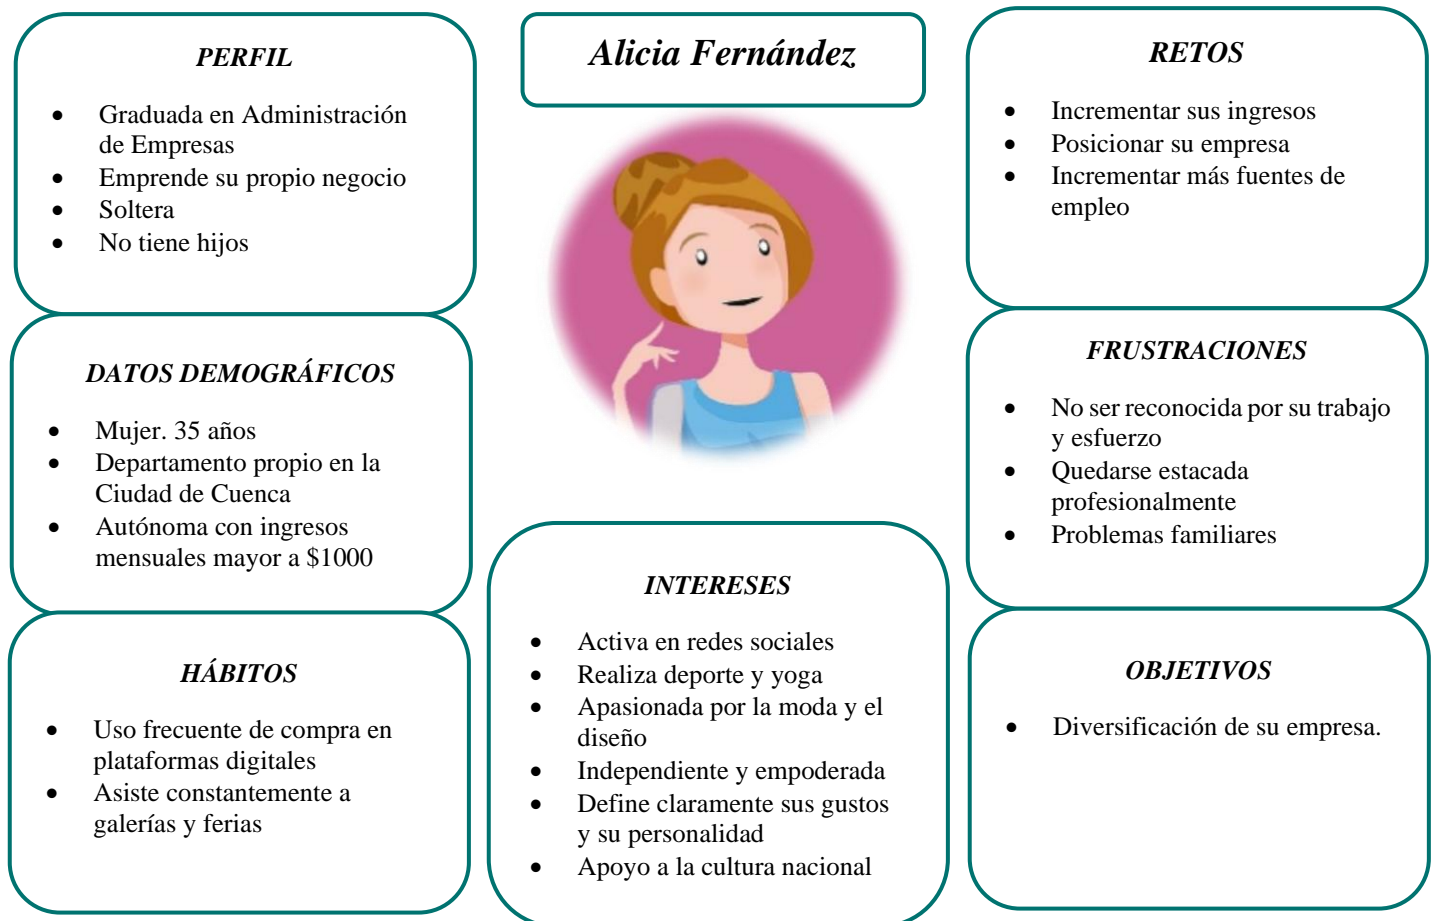 PERFIL
• Graduada en Administración
de Empresas
• Emprende su propio negocio
• Soltera
• No tiene hijos
DATOS DEMOGRÁFICOS
• Mujer. 35 años
• Departamento propio en la
Ciudad de Cuenca
• Autónoma con ingresos
mensuales mayor a $1000
HÁBITOS
• Uso frecuente de compra en
plataformas digitales
• Asiste constantemente a
galerías y ferias
Alicia Fernández
INTERESES
• Activa en redes sociales
• Realiza deporte y yoga
• Apasionada por la moda y el
diseño
• Independiente y empoderada
• Define claramente sus gustos
y su personalidad
• Apoyo a la cultura nacional
RETOS
• Incrementar sus ingresos
• Posicionar su empresa
• Incrementar más fuentes de
empleo
FRUSTRACIONES
• No ser reconocida por su trabajo
y esfuerzo
• Quedarse estacada
profesionalmente
• Problemas familiares
OBJETIVOS
• Diversificación de su empresa.